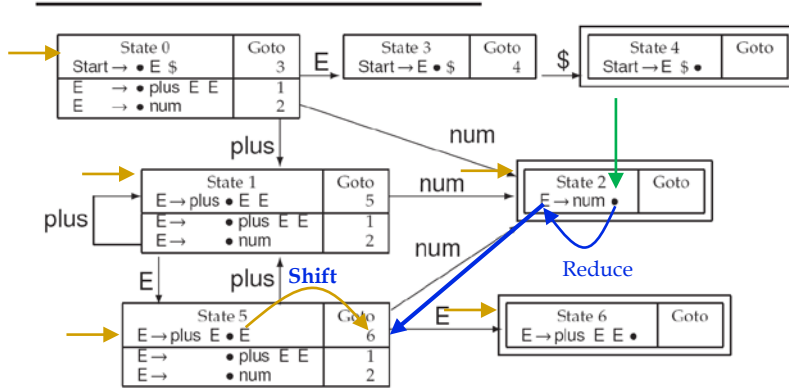 State 0 Goto
Start → • E $ 3
E → • plus E E 1
E → • num 2
E
State 3 Goto
Start → E • $ 4
$
State 4 Goto
Start → E $ •
plus
num
State 1 Goto
E → plus • E E 5
E → • plus E E 1
E → • num 2
plus
num
State 2 Goto
E → num •
num
Reduce
E
plus
Shift
State 5 Goto
E → plus E • E 6
E → • plus E E 1
E → • num 2
E
State 6 Goto
E → plus E E •